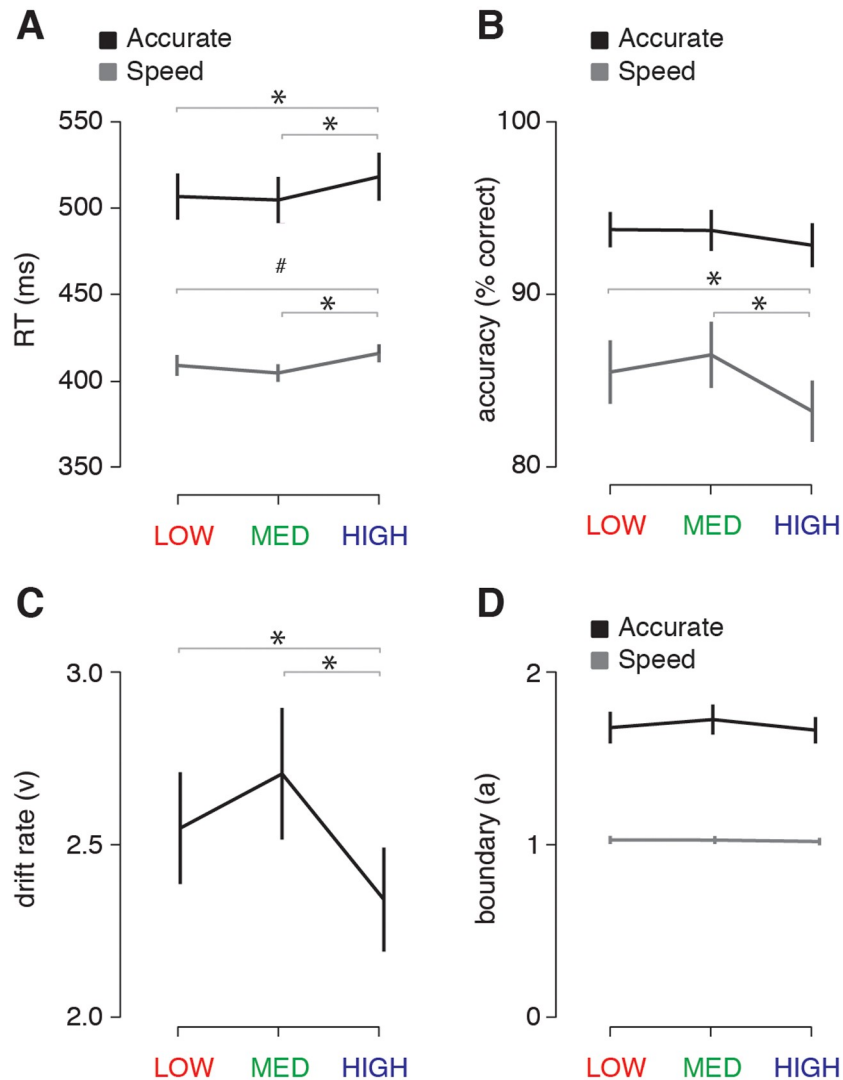 A
Accurate
Speed
*
*
550
500
450
400
350
#
*
RT (ms)
LOW MED HIGH
B
Accurate
Speed
100
90
80
*
*
accuracy (% correct)
LOW MED HIGH
C
*
*
3.0
2.5
2.0
drift rate (v)
LOW MED HIGH
D
Accurate
Speed
2
1
0
boundary (a)
LOW MED HIGH